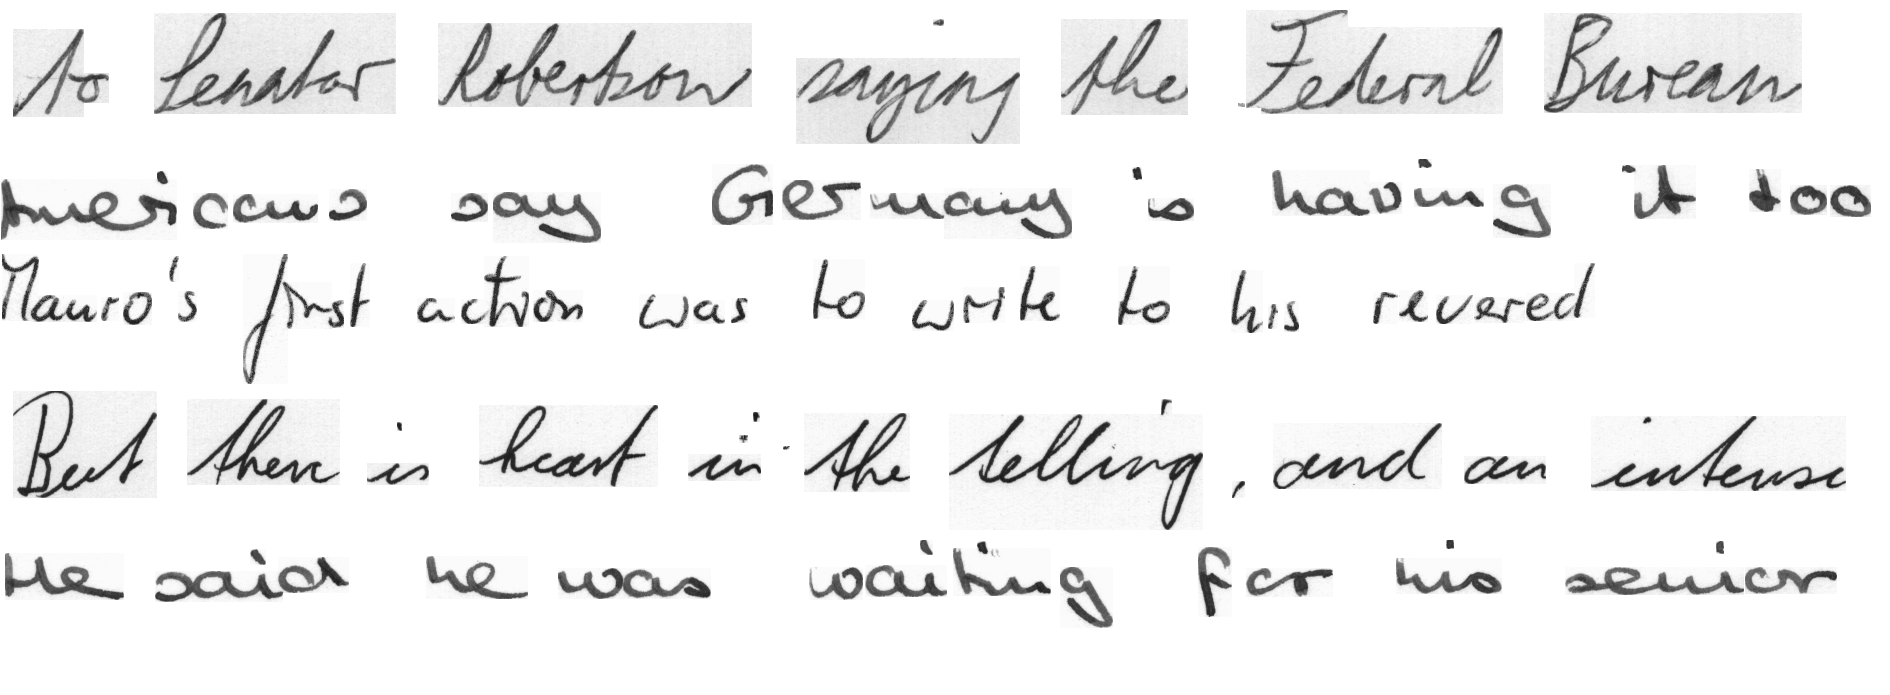 to Senator Robertson saying the Federal Bureau
Americans say Germany is having it too
Mauro's first action was to write to his revered
But there is heart in the telling, and an intense
He said he was waiting for his senior